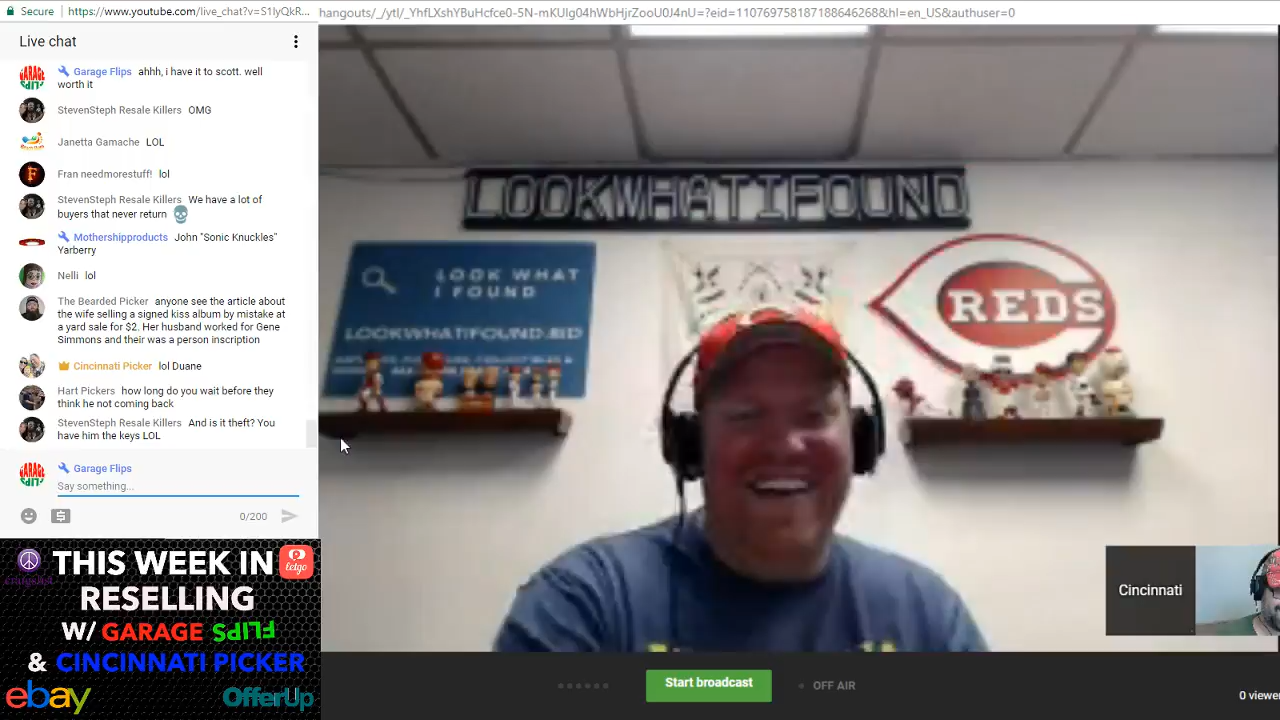 Secure
https://www.youtube.com/live_chat?v=S1IyQkR...
hangouts/_/ytl/_YhfLXshYBuHcfce0-5N-mKUIg04hWbHjrZooU0J4nU=?eid=110769758187188646268&hl=en_US&authuser=0
Live chat
Garage Flips ahhh, i have it to scott. well
worth it
StevenSteph Resale Killers OMG
Janetta Gamache LOL
Fran needmorestuff! lol
StevenSteph Resale Killers We have a lot of
buyers that never return
Mothershipproducts John "Sonic Knuckles"
Yarberry
Nelli lol
The Bearded Picker anyone see the article about
the wife selling a signed kiss album by mistake at
a yard sale for $2. Her husband worked for Gene
Simmons and their was a person inscription
Cincinnati Picker lol Duane
Hart Pickers how long do you wait before they
think he not coming back
StevenSteph Resale Killers And is it theft? You
have him the keys LOL
GARAGE
FLIPS
Garage Flips
Say something...
0/200
THIS WEEK IN
RESELLING
W/ GARAGE FLIPS
& CINCINNATI PICKER
craigslist
letgo
ebay
OfferUp
LOOKWHATIFOUND
LOOK WHAT
I FOUND
LOOKWHATIFOUND.BID
REDS
Cincinnati
Start broadcast
OFF AIR
0 viewer